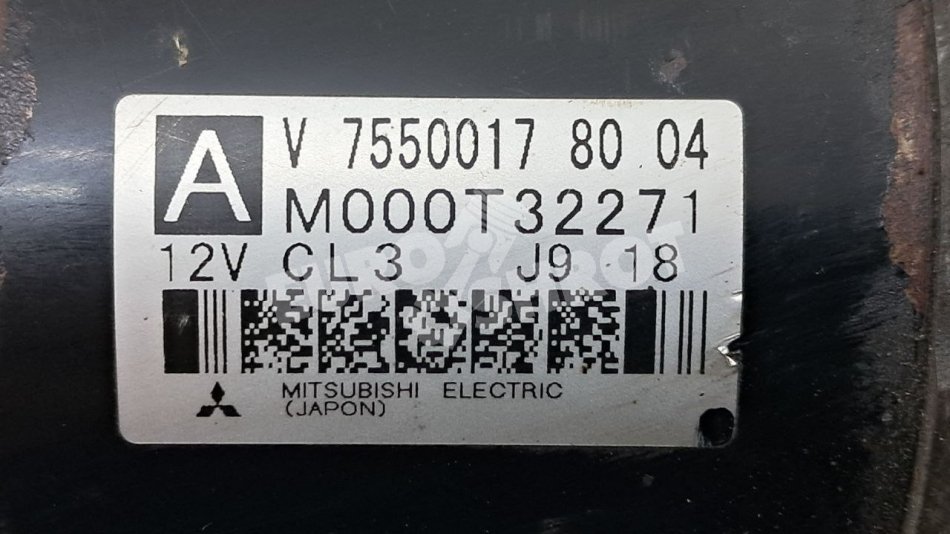 A
V 7550017 80 04
M000T32271
12V CL3 J9 18
MITSUBISHI ELECTRIC
(JAPON)